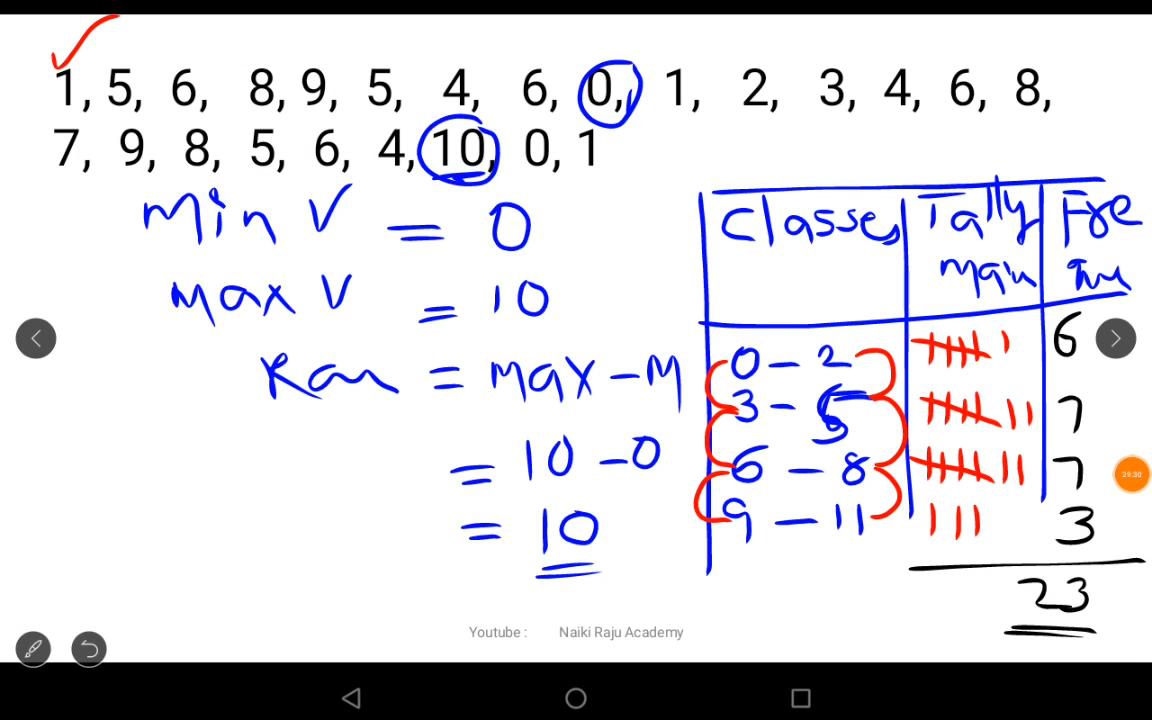 1, 5, 6, 8, 9, 5, 4, 6, 0, 1, 2, 3, 4, 6, 8,
7, 9, 8, 5, 6, 4, 10, 0, 1
Min V = 0
Max V = 10
Ran = Max - M
= 10 - 0
= 10
Classes Tally Fre
0 - 2 6
3 - 5 7
6 - 8 7
9 - 11 3
23
29:30
Youtube : Naiki Raju Academy